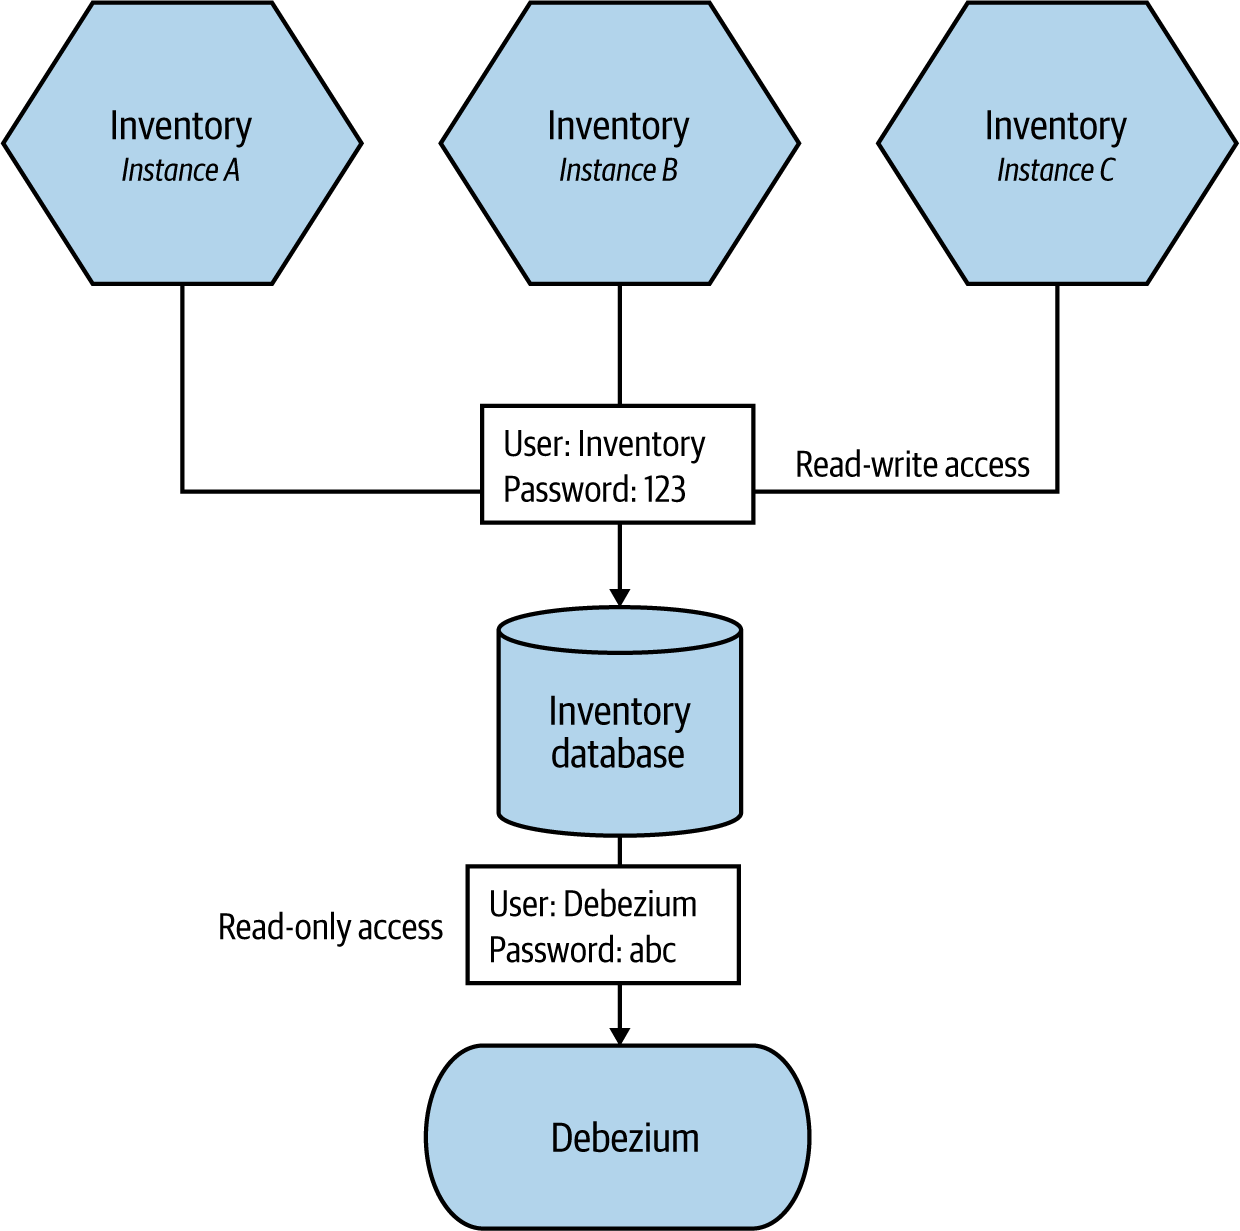 Inventory
Instance A
Inventory
Instance B
Inventory
Instance C
User: Inventory
Password: 123
Read-write access
Inventory
database
Read-only access
User: Debezium
Password: abc
Debezium